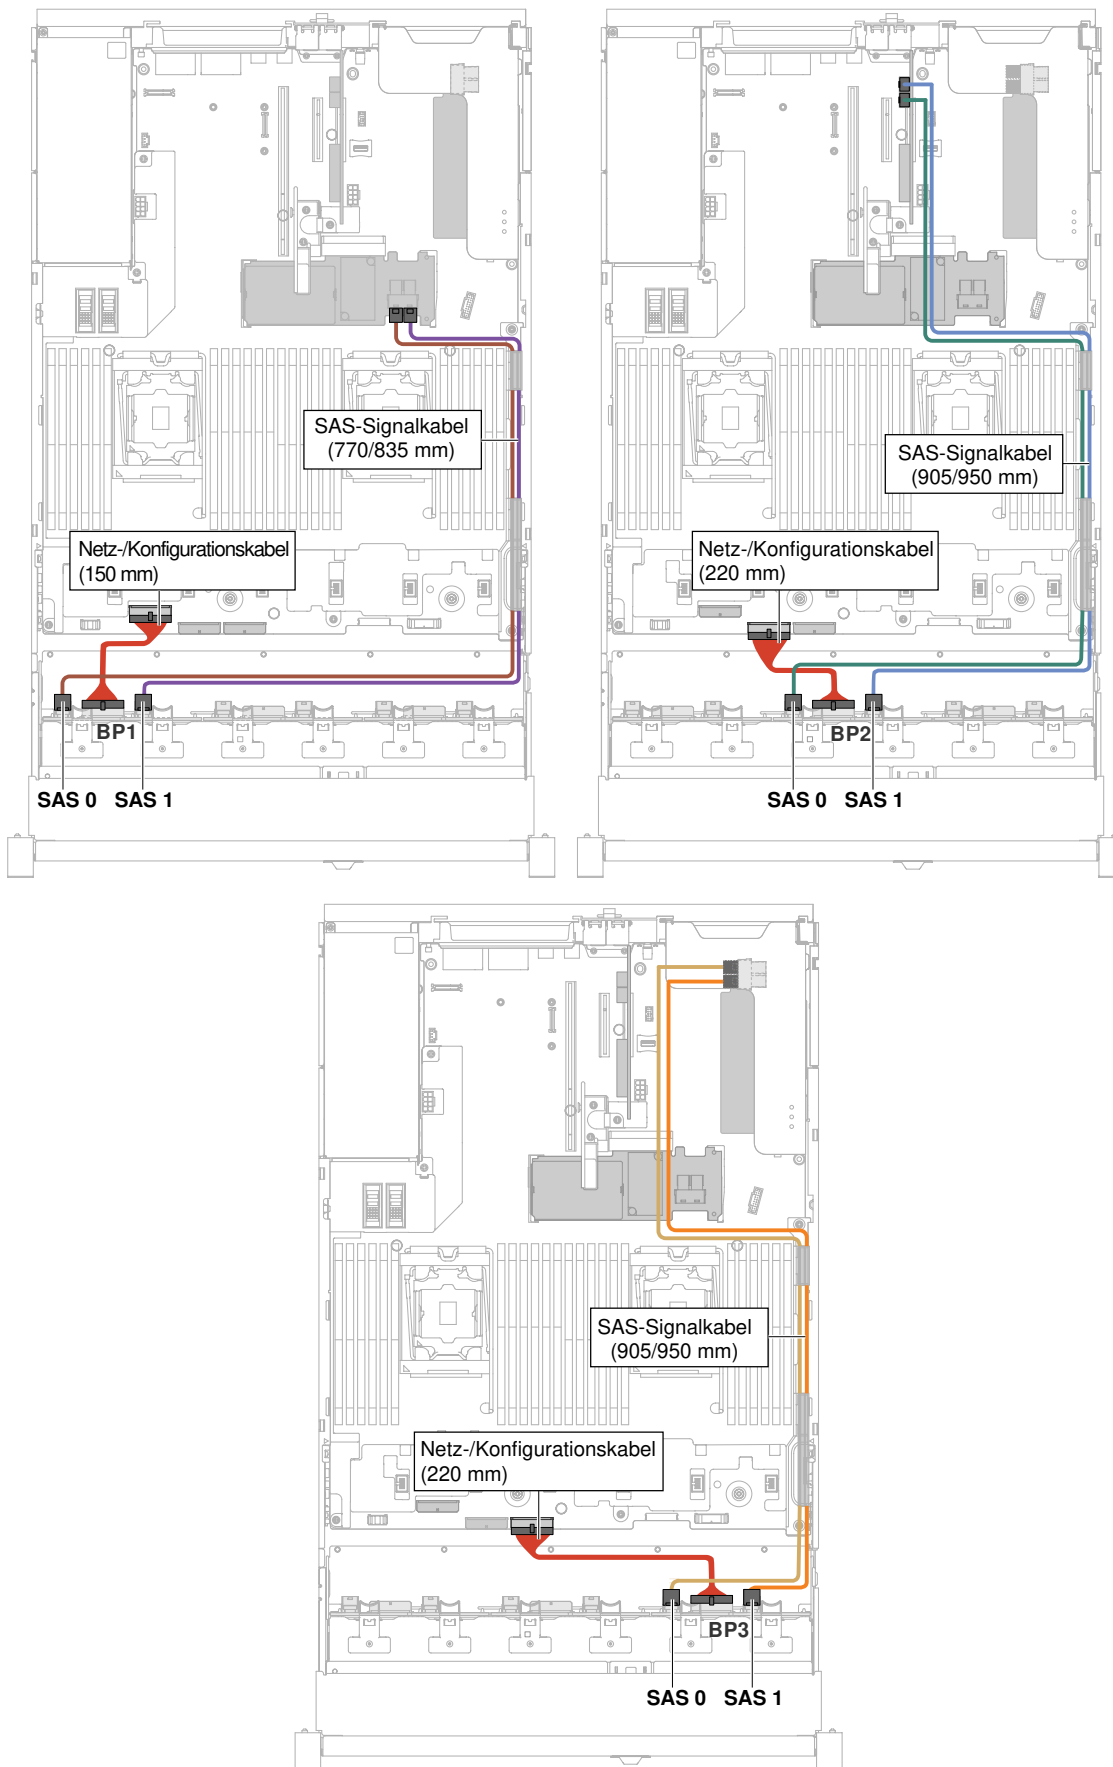 SAS-Signalkabel
(770/835 mm)
Netz-/Konfigurationskabel
(150 mm)
BP1
SAS 0 SAS 1
SAS-Signalkabel
(905/950 mm)
Netz-/Konfigurationskabel
(220 mm)
BP2
SAS 0 SAS 1
SAS-Signalkabel
(905/950 mm)
Netz-/Konfigurationskabel
(220 mm)
BP3
SAS 0 SAS 1